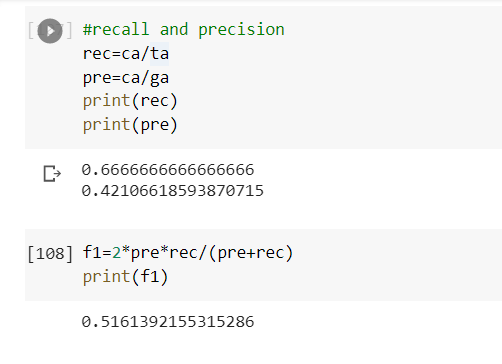 [ ] #recall and precision
rec=ca/ta
pre=ca/ga
print(rec)
print(pre)
0.6666666666666666
0.42106618593870715
[108] f1=2*pre*rec/(pre+rec)
print(f1)
0.5161392155315286